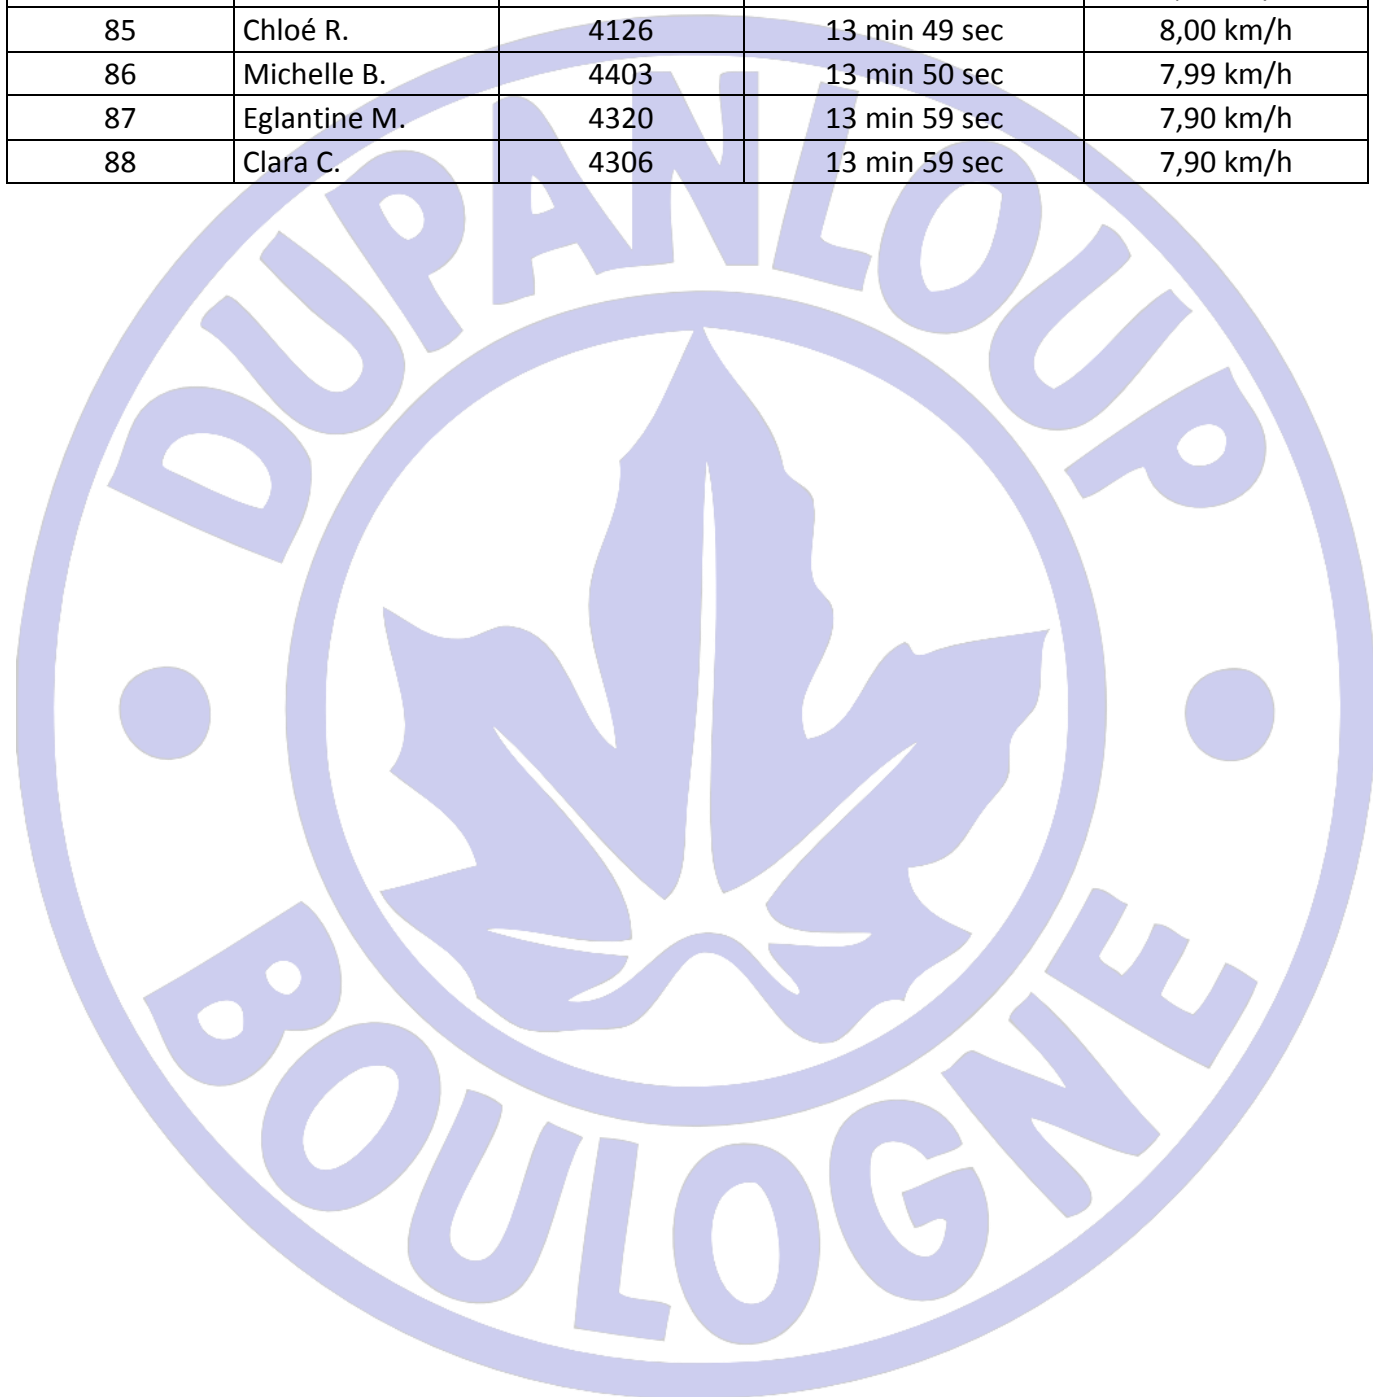 85 Chloé R. 4126 13 min 49 sec 8,00 km/h
86 Michelle B. 4403 13 min 50 sec 7,99 km/h
87 Eglantine M. 4320 13 min 59 sec 7,90 km/h
88 Clara C. 4306 13 min 59 sec 7,90 km/h
DUPANLOUP
BOULOGNE